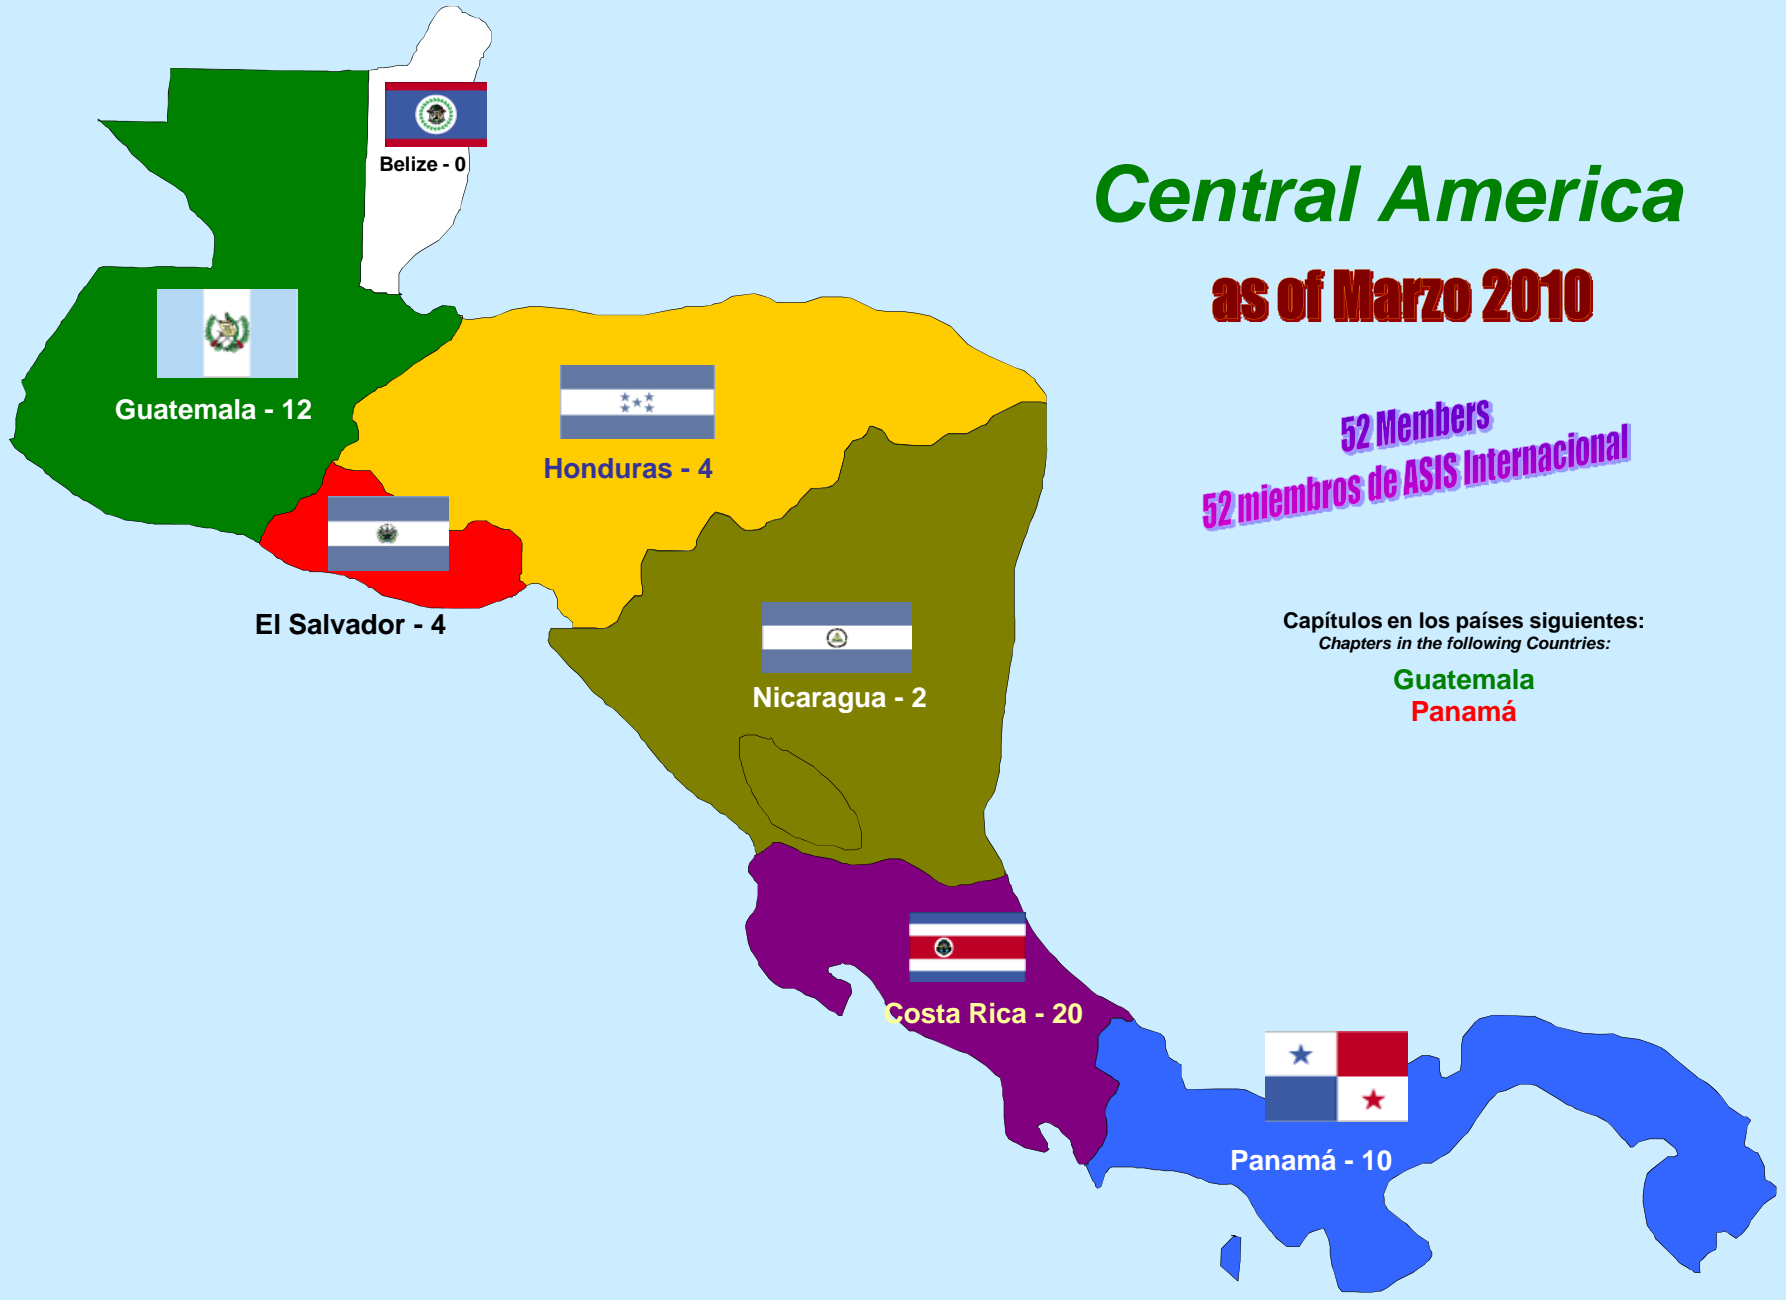 Belize - 0
Central America
as of Marzo 2010
Guatemala - 12
52 Members
52 miembros de ASIS Internacional
Honduras - 4
El Salvador - 4
Capítulos en los países siguientes:
Chapters in the following Countries:
Guatemala
Panamá
Nicaragua - 2
Costa Rica - 20
Panamá - 10